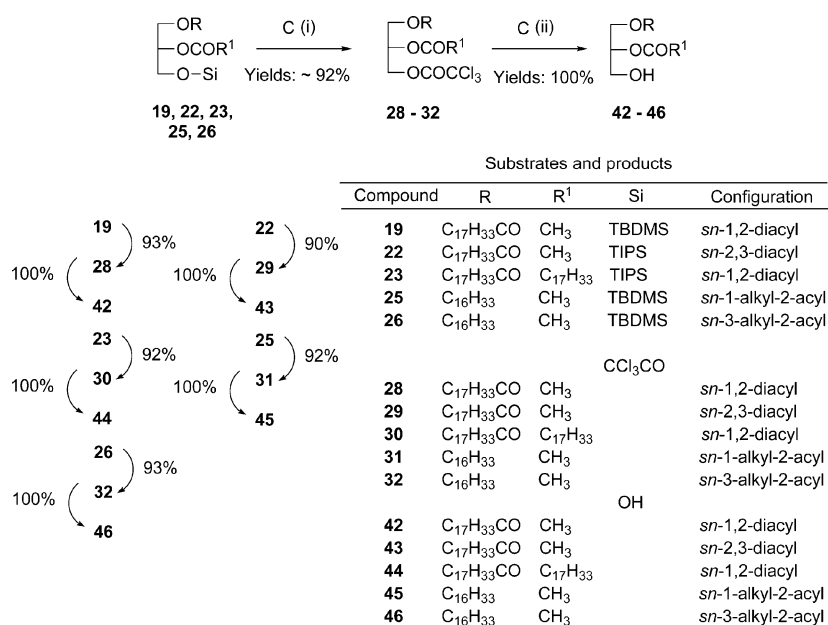 OR
OCOR¹
O–Si
19, 22, 23,
25, 26
C (i)
Yields: ~ 92%
OR
OCOR¹
OCOCCl₃
28 - 32
C (ii)
Yields: 100%
OR
OCOR¹
OH
42 - 46
19
93%
28
100%
42
22
90%
29
100%
43
23
92%
30
100%
44
25
92%
31
100%
45
26
93%
32
100%
46
Substrates and products
Compound R R¹ Si Configuration
19 C₁₇H₃₃CO CH₃ TBDMS sn-1,2-diacyl
22 C₁₇H₃₃CO CH₃ TIPS sn-2,3-diacyl
23 C₁₇H₃₃CO C₁₇H₃₃ TIPS sn-1,2-diacyl
25 C₁₆H₃₃ CH₃ TBDMS sn-1-alkyl-2-acyl
26 C₁₆H₃₃ CH₃ TBDMS sn-3-alkyl-2-acyl
CCl₃CO
28 C₁₇H₃₃CO CH₃ sn-1,2-diacyl
29 C₁₇H₃₃CO CH₃ sn-2,3-diacyl
30 C₁₇H₃₃CO C₁₇H₃₃ sn-1,2-diacyl
31 C₁₆H₃₃ CH₃ sn-1-alkyl-2-acyl
32 C₁₆H₃₃ CH₃ sn-3-alkyl-2-acyl
OH
42 C₁₇H₃₃CO CH₃ sn-1,2-diacyl
43 C₁₇H₃₃CO CH₃ sn-2,3-diacyl
44 C₁₇H₃₃CO C₁₇H₃₃ sn-1,2-diacyl
45 C₁₆H₃₃ CH₃ sn-1-alkyl-2-acyl
46 C₁₆H₃₃ CH₃ sn-3-alkyl-2-acyl